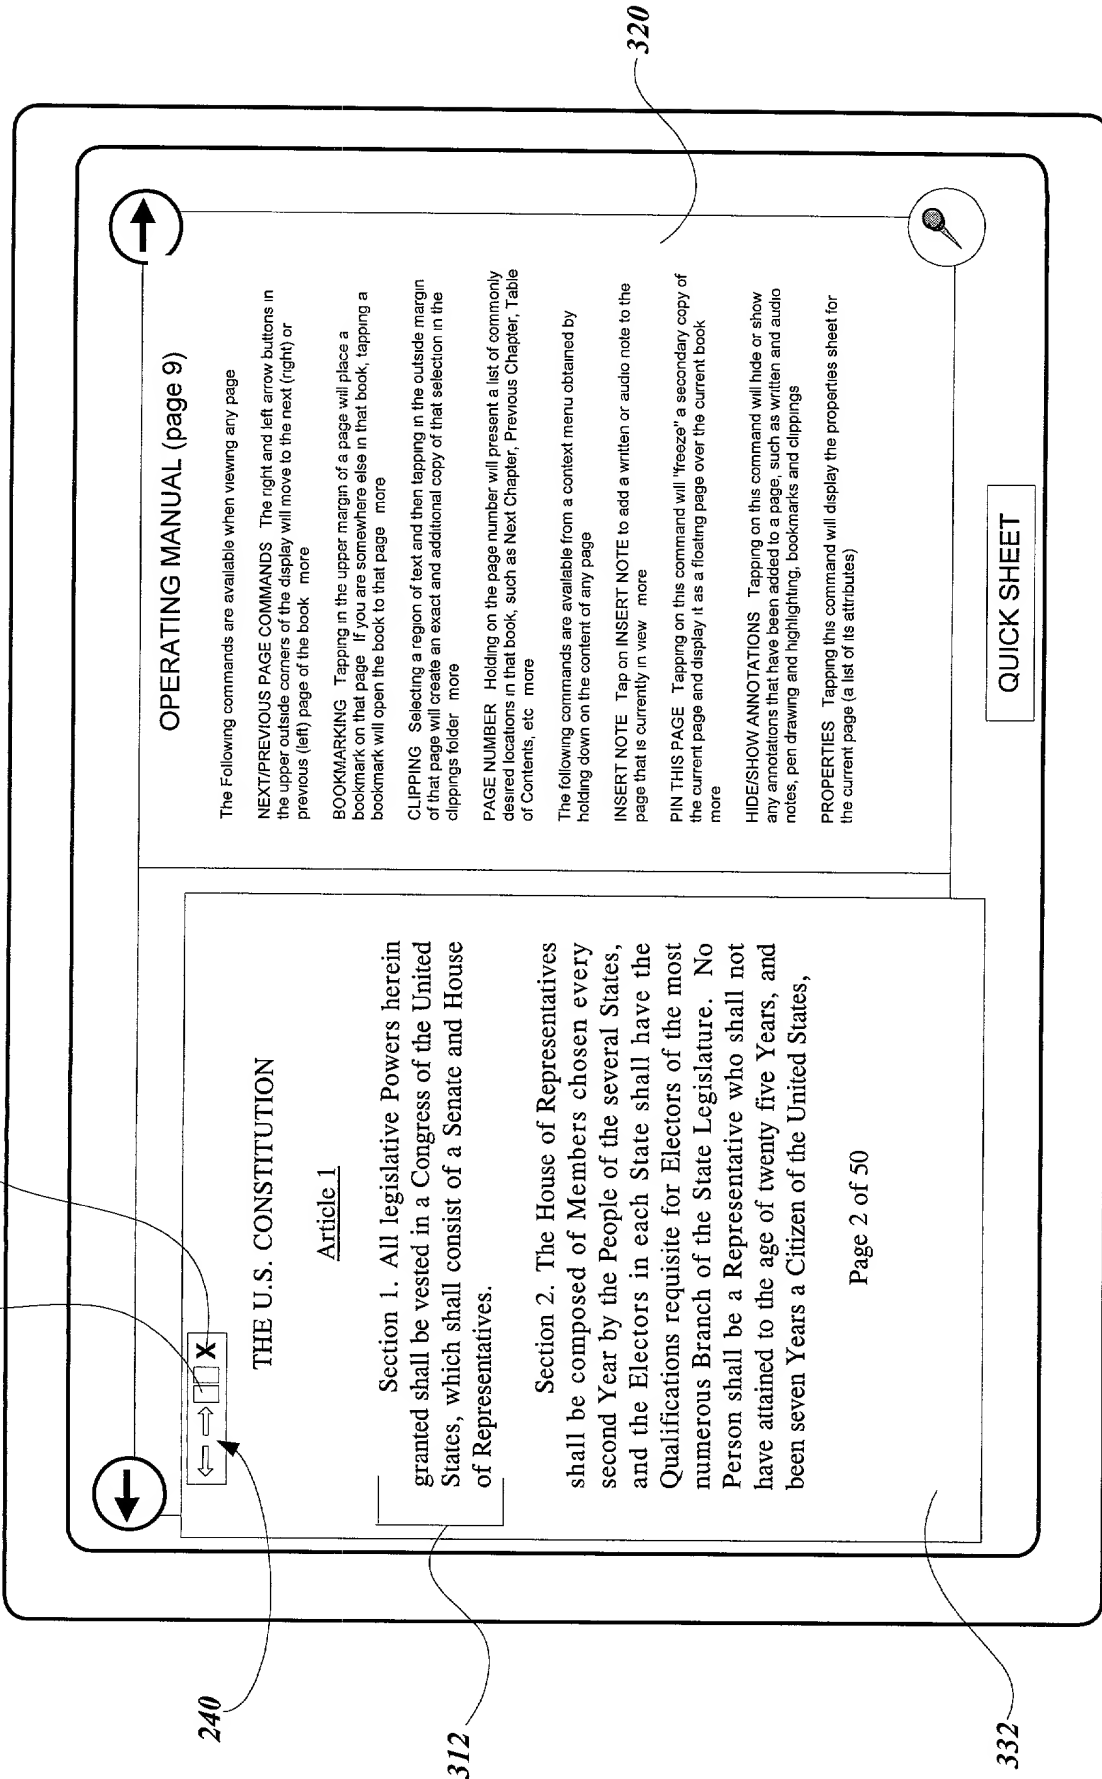 240
312
332
X
THE U.S. CONSTITUTION
Article 1
Section 1. All legislative Powers herein
granted shall be vested in a Congress of the United
States, which shall consist of a Senate and House
of Representatives.
Section 2. The House of Representatives
shall be composed of Members chosen every
second Year by the People of the several States,
and the Electors in each State shall have the
Qualifications requisite for Electors of the most
numerous Branch of the State Legislature. No
Person shall be a Representative who shall not
have attained to the age of twenty five Years, and
been seven Years a Citizen of the United States,
Page 2 of 50
OPERATING MANUAL (page 9)
The Following commands are available when viewing any page
NEXT/PREVIOUS PAGE COMMANDS The right and left arrow buttons in
the upper outside corners of the display will move to the next (right) or
previous (left) page of the book more
BOOKMARKING Tapping in the upper margin of a page will place a
bookmark on that page If you are somewhere else in that book, tapping a
bookmark will open the book to that page more
CLIPPING Selecting a region of text and then tapping in the outside margin
of that page will create an exact and additional copy of that selection in the
clippings folder more
PAGE NUMBER Holding on the page number will present a list of commonly
desired locations in that book, such as Next Chapter, Previous Chapter, Table
of Contents, etc more
The following commands are available from a context menu obtained by
holding down on the content of any page
INSERT NOTE Tap on INSERT NOTE to add a written or audio note to the
page that is currently in view more
PIN THIS PAGE Tapping on this command will "freeze" a secondary copy of
the current page and display it as a floating page over the current book
more
HIDE/SHOW ANNOTATIONS Tapping on this command will hide or show
any annotations that have been added to a page, such as written and audio
notes, pen drawing and highlighting, bookmarks and clippings
PROPERTIES Tapping this command will display the properties sheet for
the current page (a list of its attributes)
QUICK SHEET
320